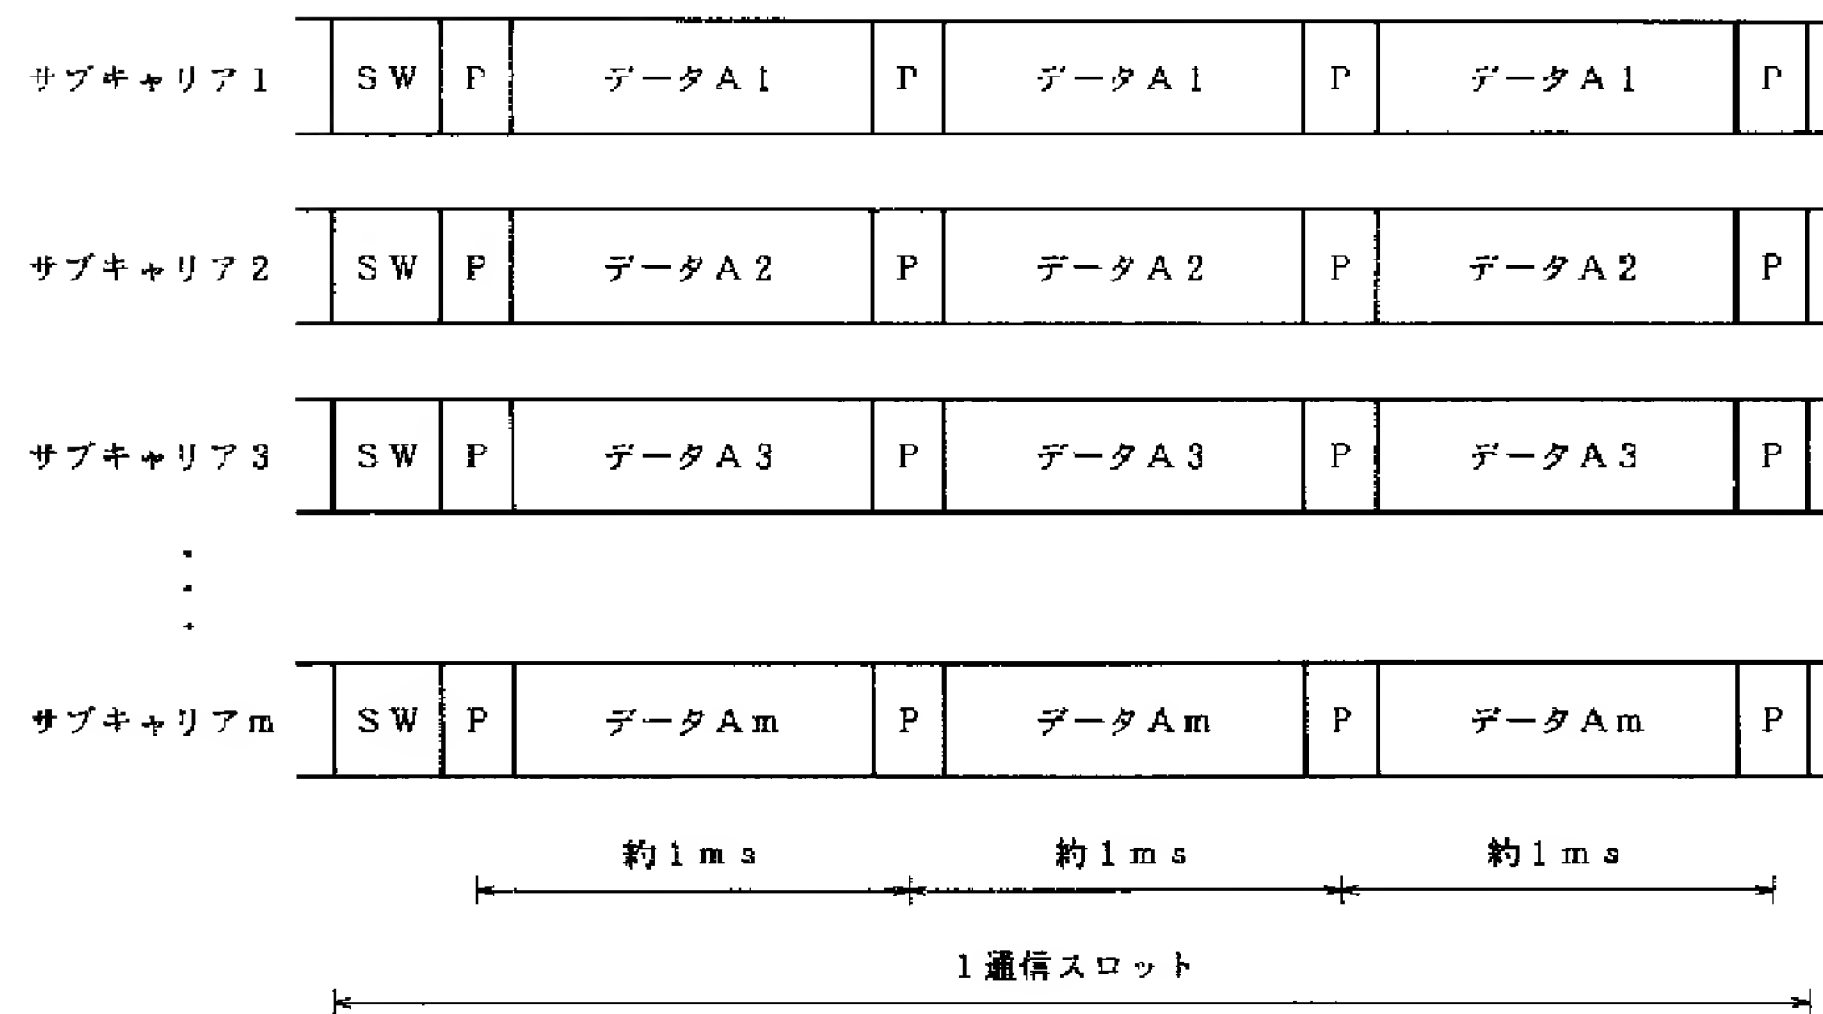 サブキャリア1 SW P データA1 P データA1 P データA1 P
サブキャリア2 SW P データA2 P データA2 P データA2 P
サブキャリア3 SW P データA3 P データA3 P データA3 P
サブキャリアm SW P データAm P データAm P データAm P
約1ms 約1ms 約1ms
1通信スロット